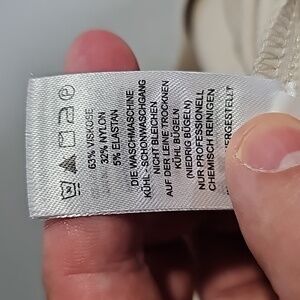 63% VISKOSE
32% NYLON
5% ELASTAN
DIE WASCHMASCHINE
KÜHL - SCHONWASCHGANG
NICHT BLEICHEN
AUF DER LEINE TROCKNEN
KÜHL BÜGELN
(NIEDRIG BÜGELN)
NUR PROFESSIONELL
CHEMISCH REINIGEN
ERGESTELLT